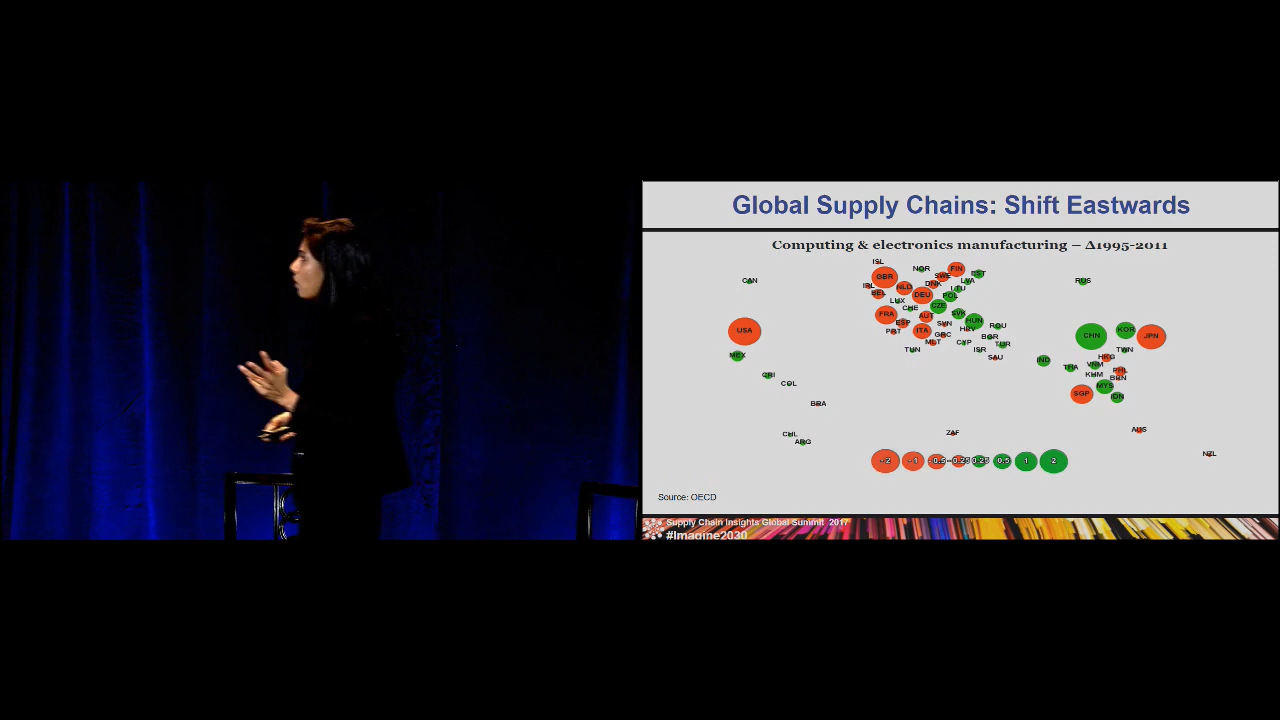 Global Supply Chains: Shift Eastwards
Computing & electronics manufacturing – Δ1995-2011
ISL
GBR
NOR
SWE
FIN
EST
CAN
IRL
BEL
NLD
DNK
LVA
LTU
RUS
LUX
DEU
POL
CHE
CZE
FRA
ESP
AUT
SVK
HUN
USA
PRT
ITA
SVN
HRV
ROU
CHN
KOR
JPN
GRC
BGR
MLT
CYP
TUR
MEX
TUN
ISR
SAU
IND
HKG
TWN
THA
VNM
PHL
CRI
COL
KHM
BRN
MYS
SGP
IDN
BRA
CHL
ARG
ZAF
AUS
NZL
- 2 - 1 - 0.5 - 0.25 0.25 0.5 1 2
Source: OECD
Supply Chain Insights Global Summit 2017
#Imagine2030